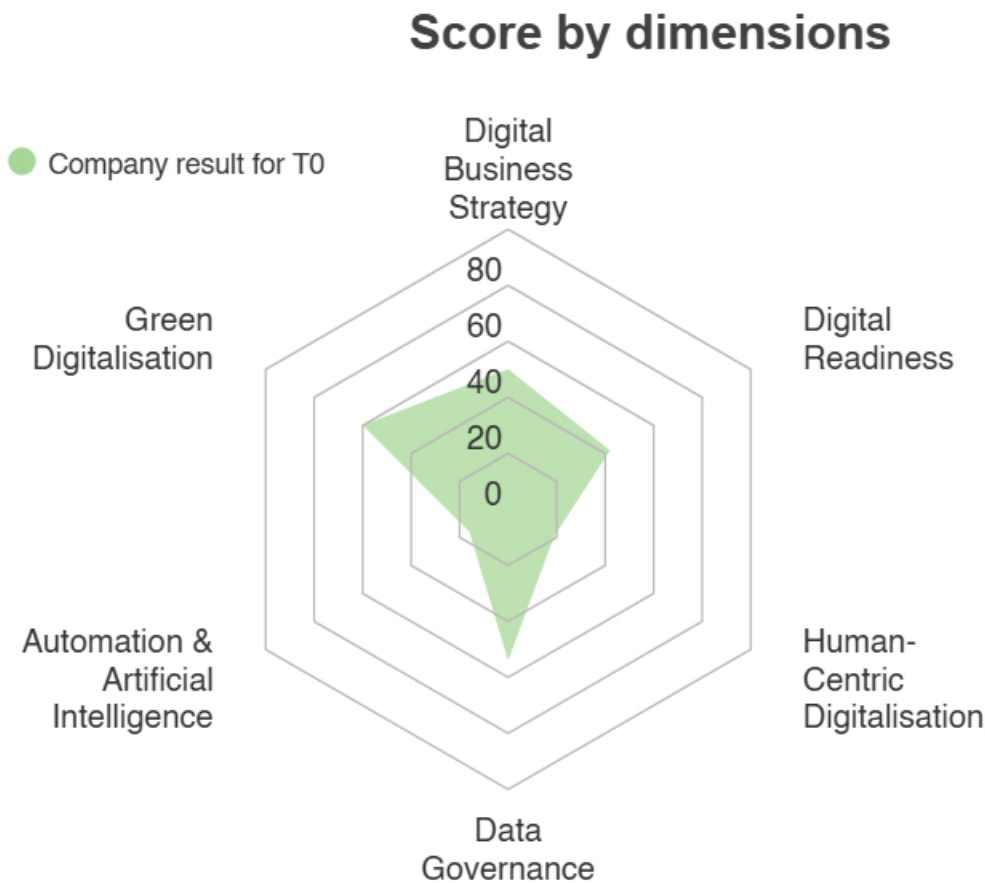 Score by dimensions
Company result for T0
Digital
Business
Strategy
80
60
40
20
0
Green
Digitalisation
Digital
Readiness
Automation &
Artificial
Intelligence
Human-
Centric
Digitalisation
Data
Governance